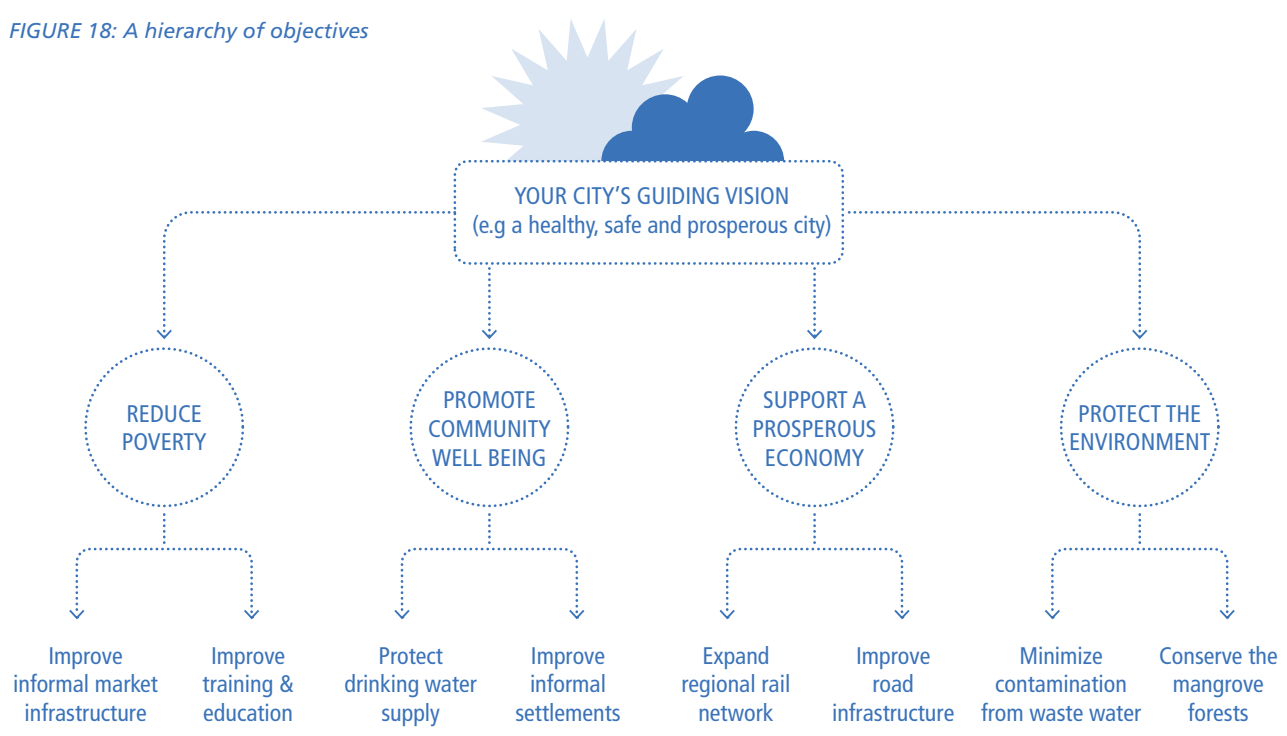 FIGURE 18: A hierarchy of objectives
YOUR CITY'S GUIDING VISION
(e.g a healthy, safe and prosperous city)
REDUCE
POVERTY
PROMOTE
COMMUNITY
WELL BEING
SUPPORT A
PROSPEROUS
ECONOMY
PROTECT THE
ENVIRONMENT
Improve
informal market
infrastructure
Improve
training &
education
Protect
drinking water
supply
Improve
informal
settlements
Expand
regional rail
network
Improve
road
infrastructure
Minimize
contamination
from waste water
Conserve the
mangrove
forests